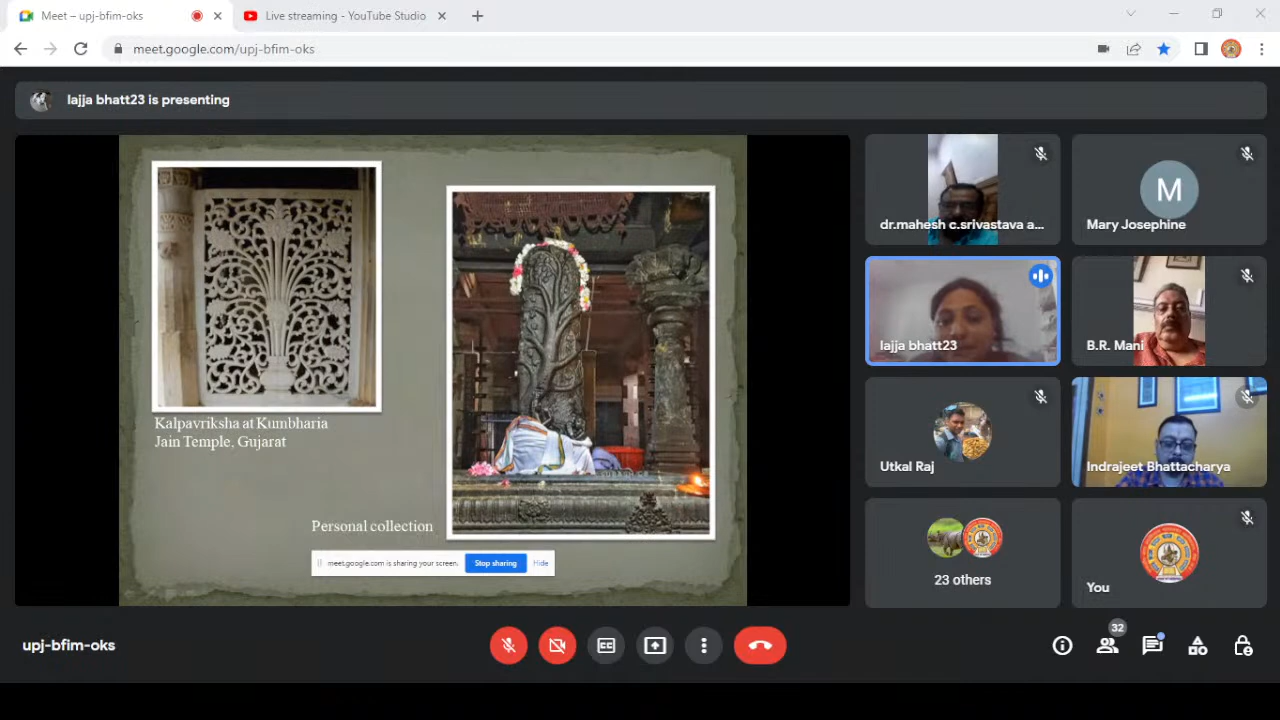 Meet – upj-bfim-oks
Live streaming - YouTube Studio
meet.google.com/upj-bfim-oks
lajja bhatt23 is presenting
Kalpavriksha at Kumbharia
Jain Temple, Gujarat
Personal collection
meet.google.com is sharing your screen.
Stop sharing
Hide
dr.mahesh c.srivastava a...
M
Mary Josephine
lajja bhatt23
B.R. Mani
Utkal Raj
Indrajeet Bhattacharya
23 others
You
upj-bfim-oks
CC
32